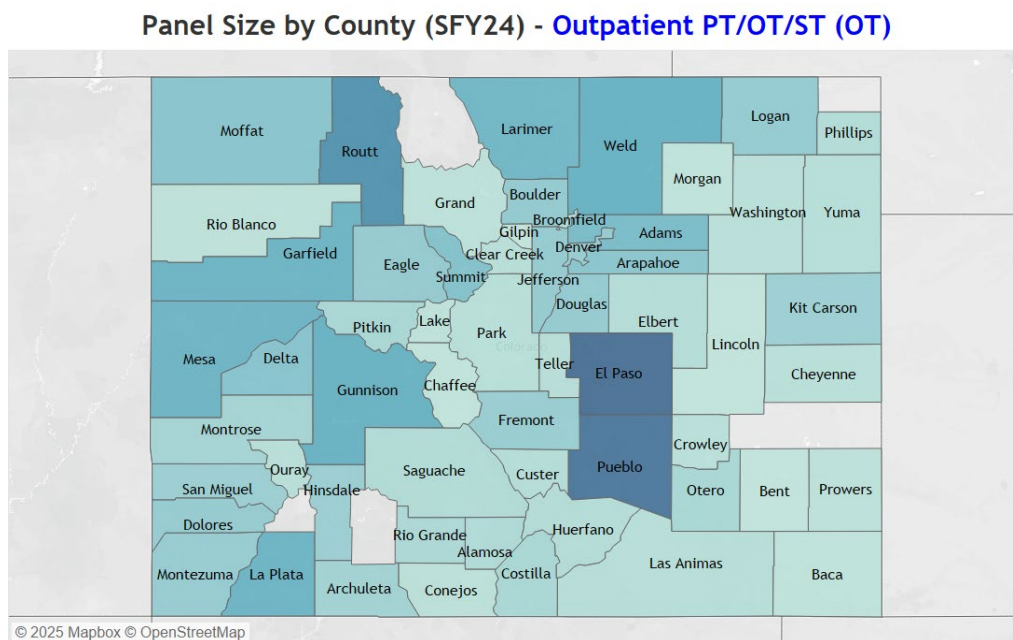 Panel Size by County (SFY24) - Outpatient PT/OT/ST (OT)
Moffat
Routt
Larimer
Weld
Logan
Phillips
Morgan
Washington
Yuma
Rio Blanco
Grand
Boulder
Broomfield
Gilpin
Adams
Denver
Clear Creek
Arapahoe
Garfield
Eagle
Summit
Jefferson
Douglas
Elbert
Kit Carson
Pitkin
Lake
Park
Colorado
Lincoln
Mesa
Delta
Gunnison
Chaffee
Teller
El Paso
Cheyenne
Montrose
Fremont
Crowley
Ouray
Saguache
Custer
Pueblo
San Miguel
Hinsdale
Otero
Bent
Prowers
Dolores
Rio Grande
Huerfano
Alamosa
Montezuma
La Plata
Archuleta
Conejos
Costilla
Las Animas
Baca
© 2025 Mapbox © OpenStreetMap